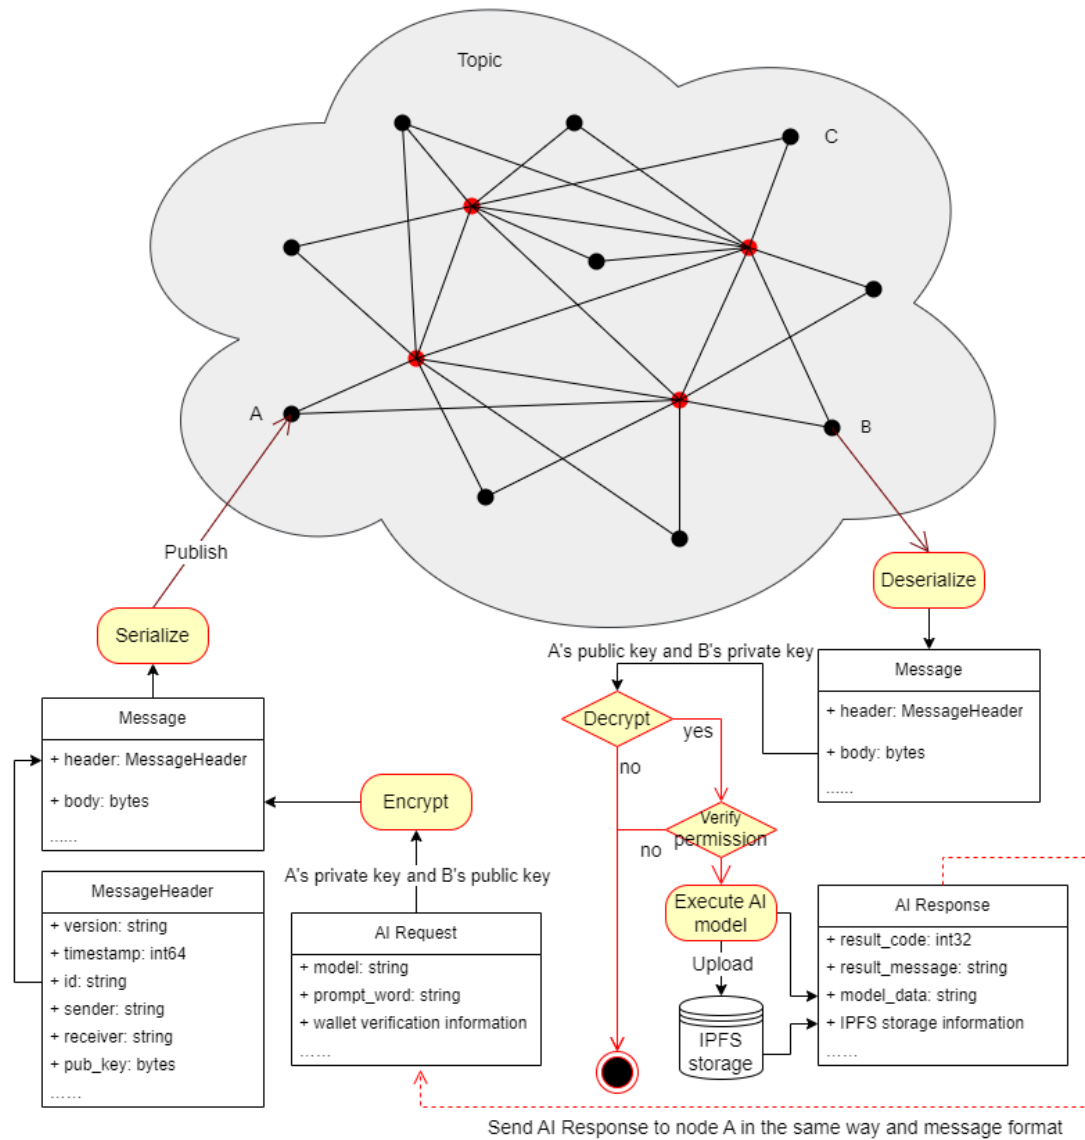 Topic
C
A
B
Publish
Serialize
Deserialize
Message
+ header: MessageHeader
+ body: bytes
......
MessageHeader
+ version: string
+ timestamp: int64
+ id: string
+ sender: string
+ receiver: string
+ pub_key: bytes
......
Encrypt
A's private key and B's public key
AI Request
+ model: string
+ prompt_word: string
+ wallet verification information
......
A's public key and B's private key
Message
+ header: MessageHeader
+ body: bytes
......
Decrypt
yes
no
Verify
permission
no
Execute AI
model
Upload
IPFS
storage
AI Response
+ result_code: int32
+ result_message: string
+ model_data: string
+ IPFS storage information
......
Send AI Response to node A in the same way and message format